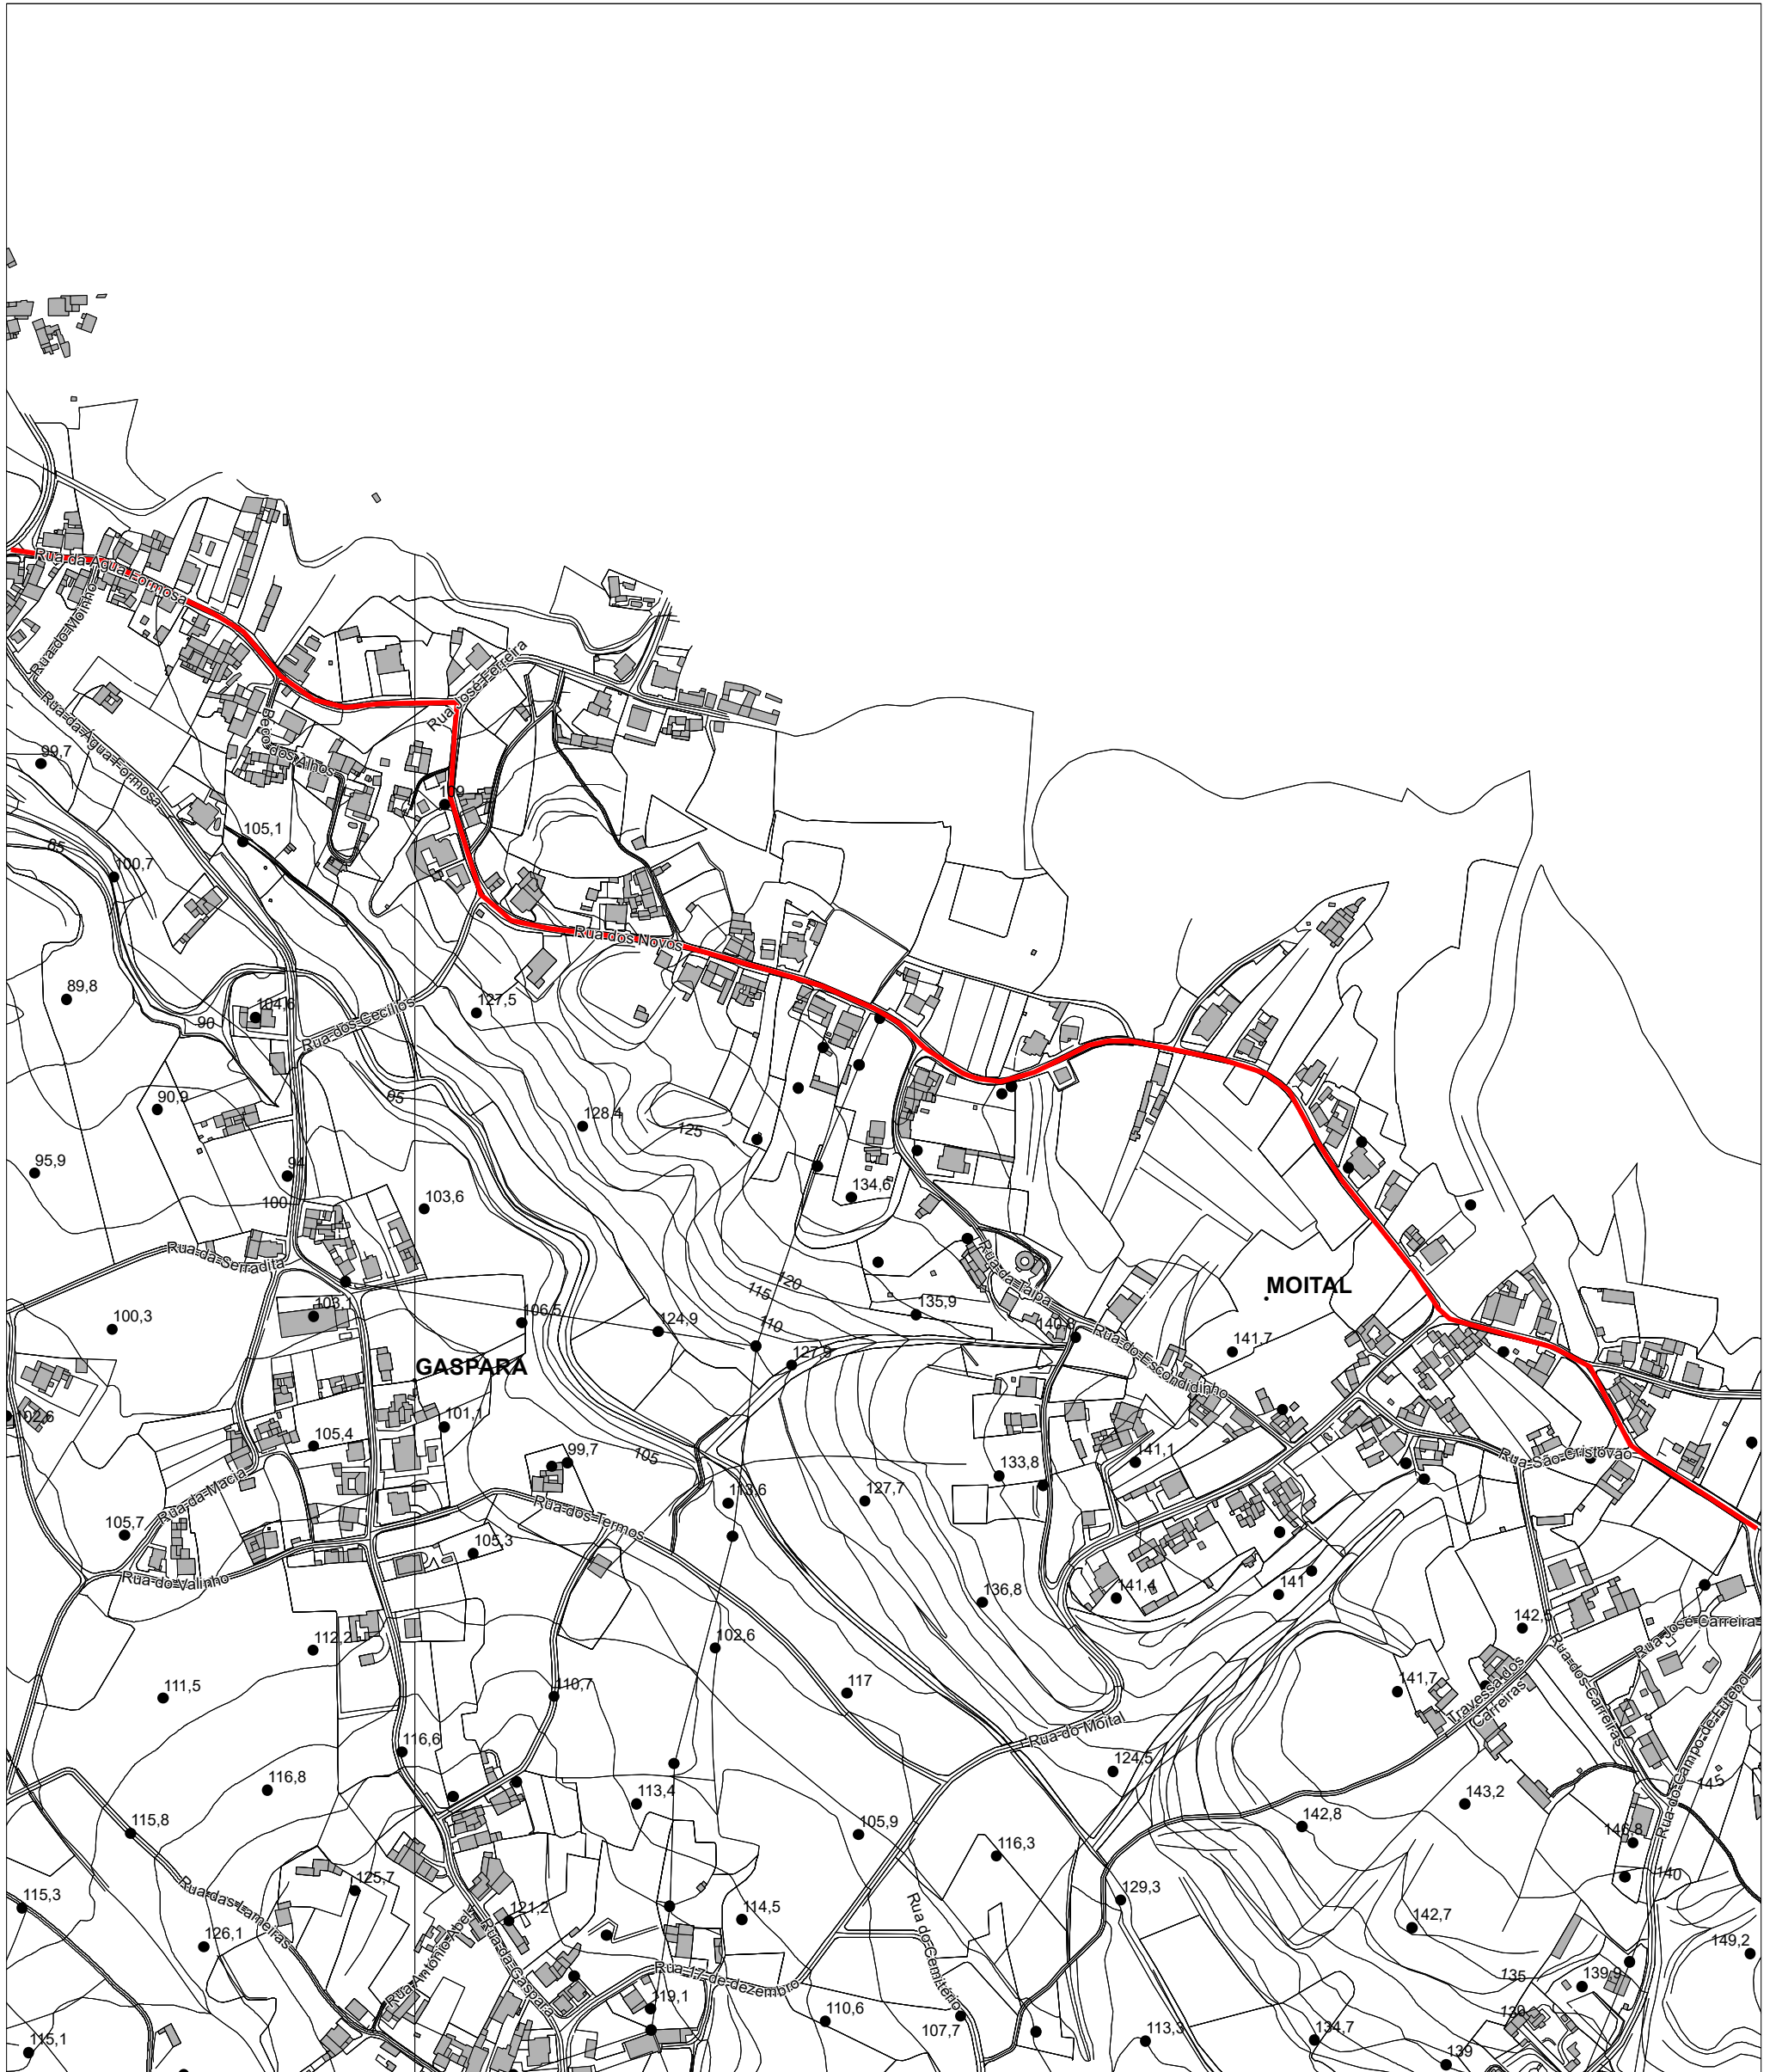 Rua da Água Formosa
Rua do Moinho
Rua José Ferreira
Rua da Água Formosa
Beco dos Alhos
99,7
109
105,1
85
100,7
Rua dos Novos
89,8
104,6
90
Rua dos Cecílios
127,5
95
90,9
128,4
125
95,9
94
100
103,6
134,6
Rua da Serradita
Rua da Taipa
120
115
MOITAL
103,1
106,5
110
135,9
100,3
124,9
140,8
Rua do Escondidinho
141,7
GASPARA
127,9
102,6
101,1
105,4
99,7
105
141,1
Rua São Cristóvão
133,8
Rua da Macia
113,6
127,7
Rua dos Termos
105,7
105,3
Rua do Valinho
136,8
141,4
141
142,5
112,2
102,6
Rua José Carreira
Rua dos Carreiras
111,5
110,7
117
141,7
Travessa dos
Carreiras
Rua do Moital
Rua do Campo de Futebol
116,6
124,5
116,8
113,4
143,2
145
115,8
105,9
142,8
146,8
116,3
140
125,7
Rua das Lameiras
115,3
129,3
121,2
114,5
Rua do Cemitério
142,7
126,1
Rua António Abel
Rua da Gaspara
149,2
Rua 17 de dezembro
135
139,9
119,1
110,6
107,7
130
115,1
113,3
134,7
139